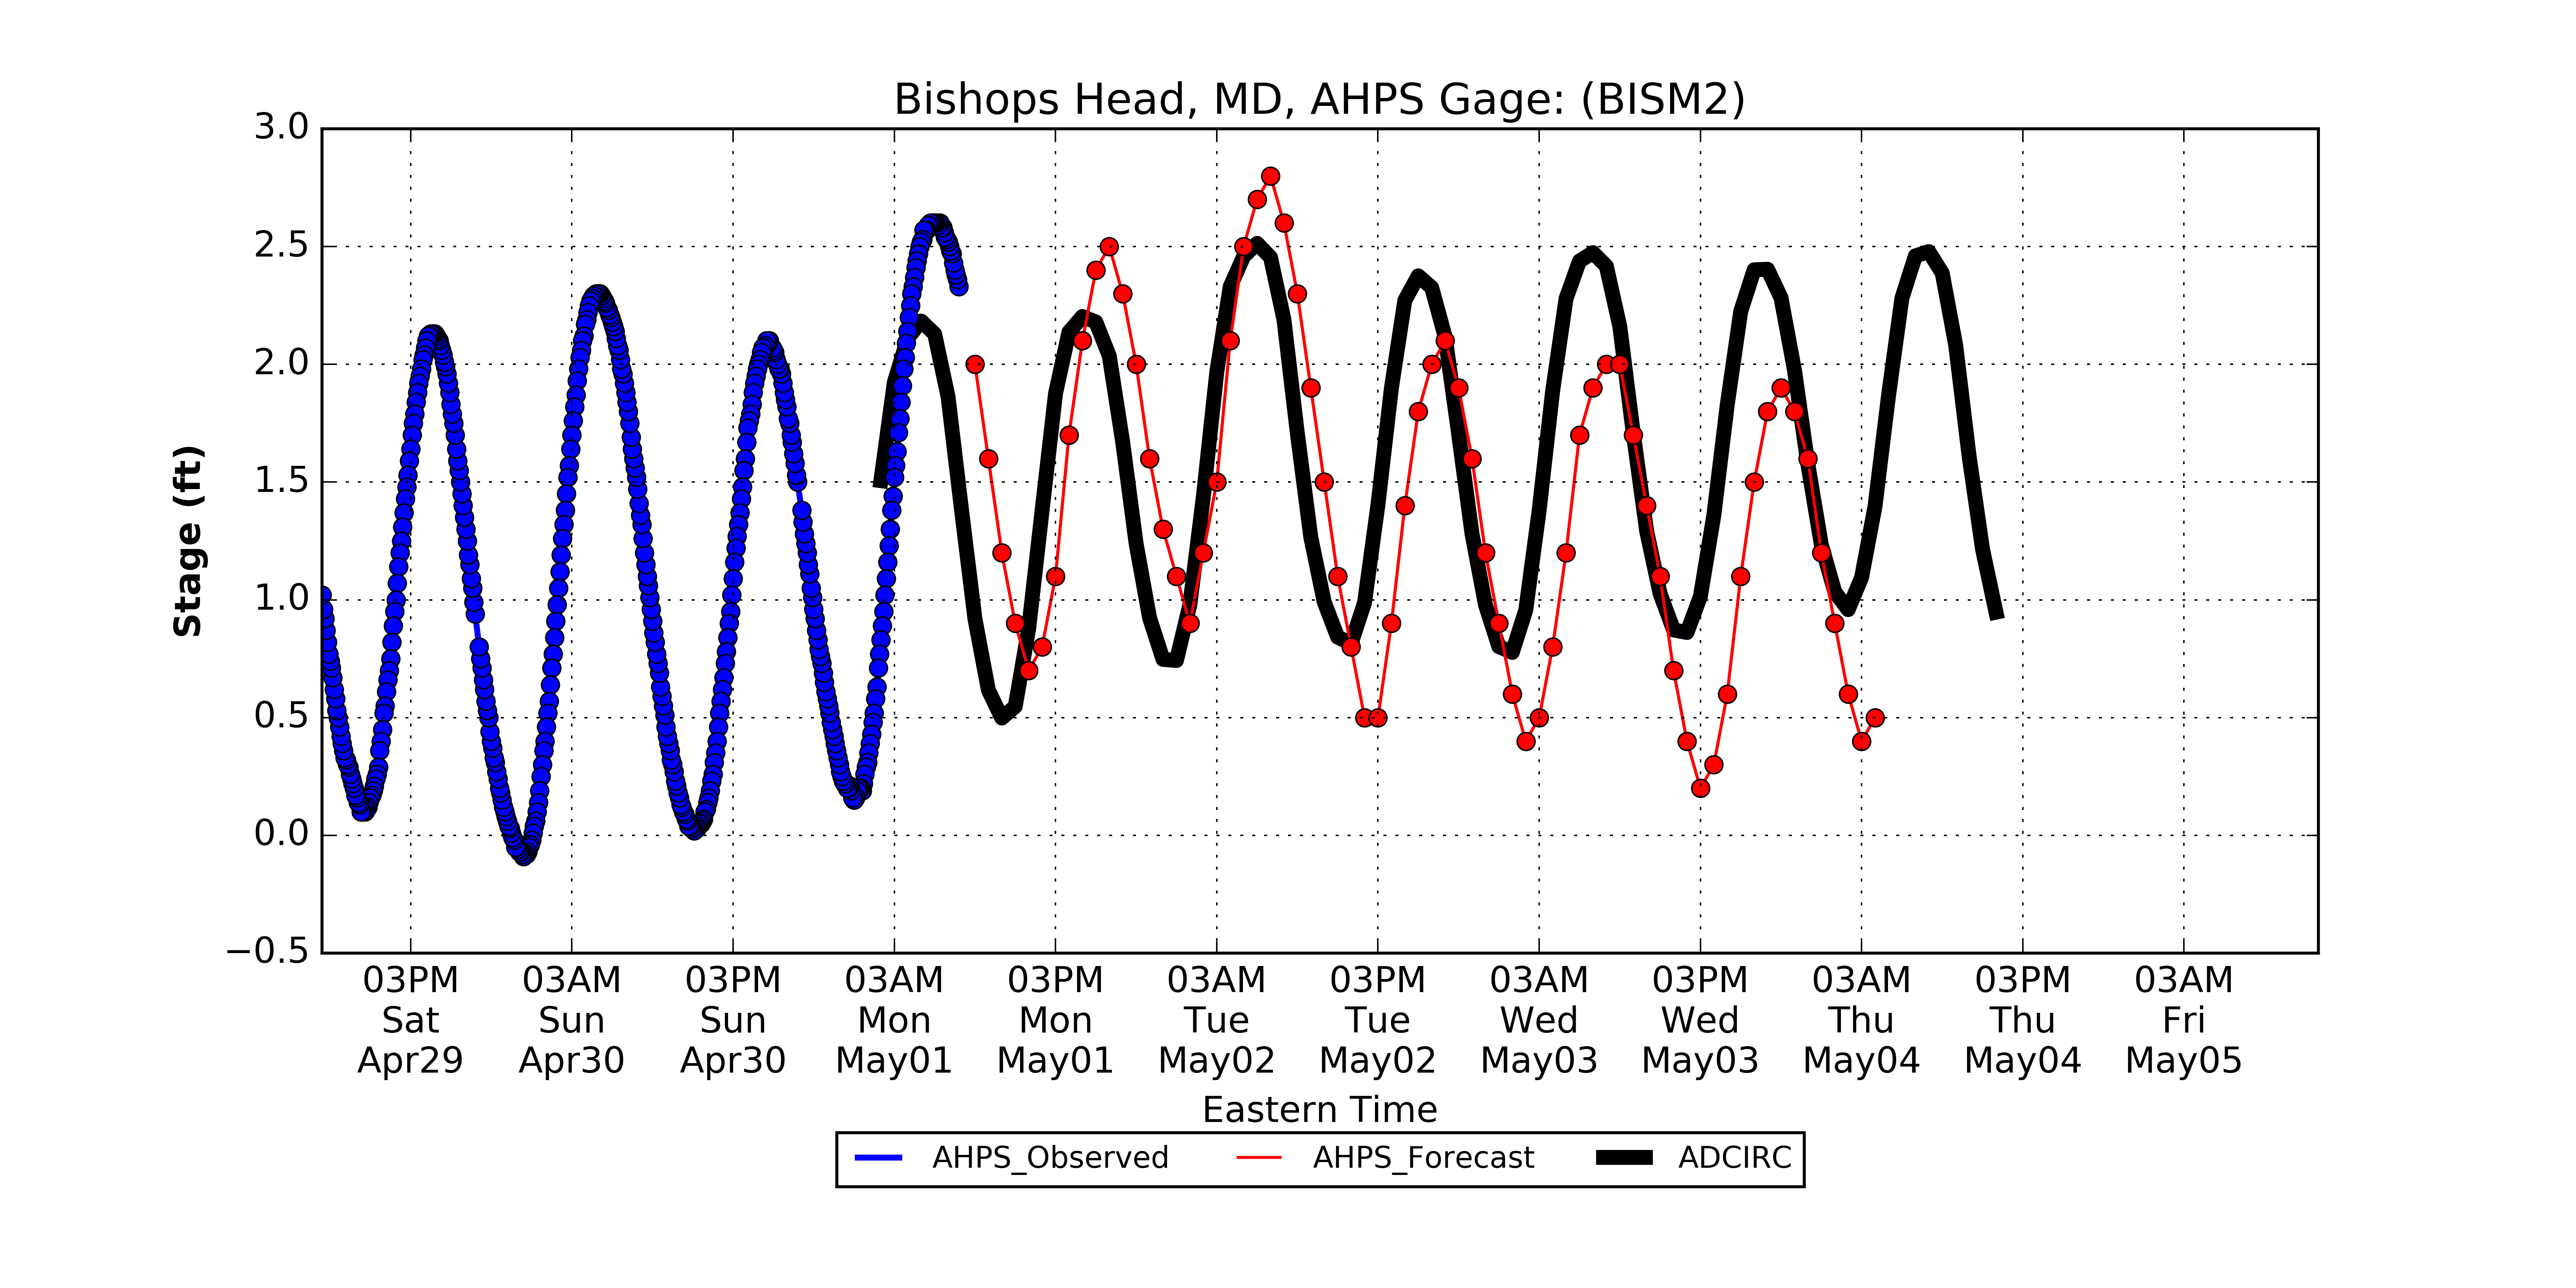 Bishops Head, MD, AHPS Gage: (BISM2)
Stage (ft)
3.0
2.5
2.0
1.5
1.0
0.5
0.0
−0.5
03PM 03AM 03PM 03AM 03PM 03AM 03PM 03AM 03PM 03AM 03PM 03AM
Sat Sun Sun Mon Mon Tue Tue Wed Wed Thu Thu Fri
Apr29 Apr30 Apr30 May01 May01 May02 May02 May03 May03 May04 May04 May05
Eastern Time
AHPS_Observed AHPS_Forecast ADCIRC